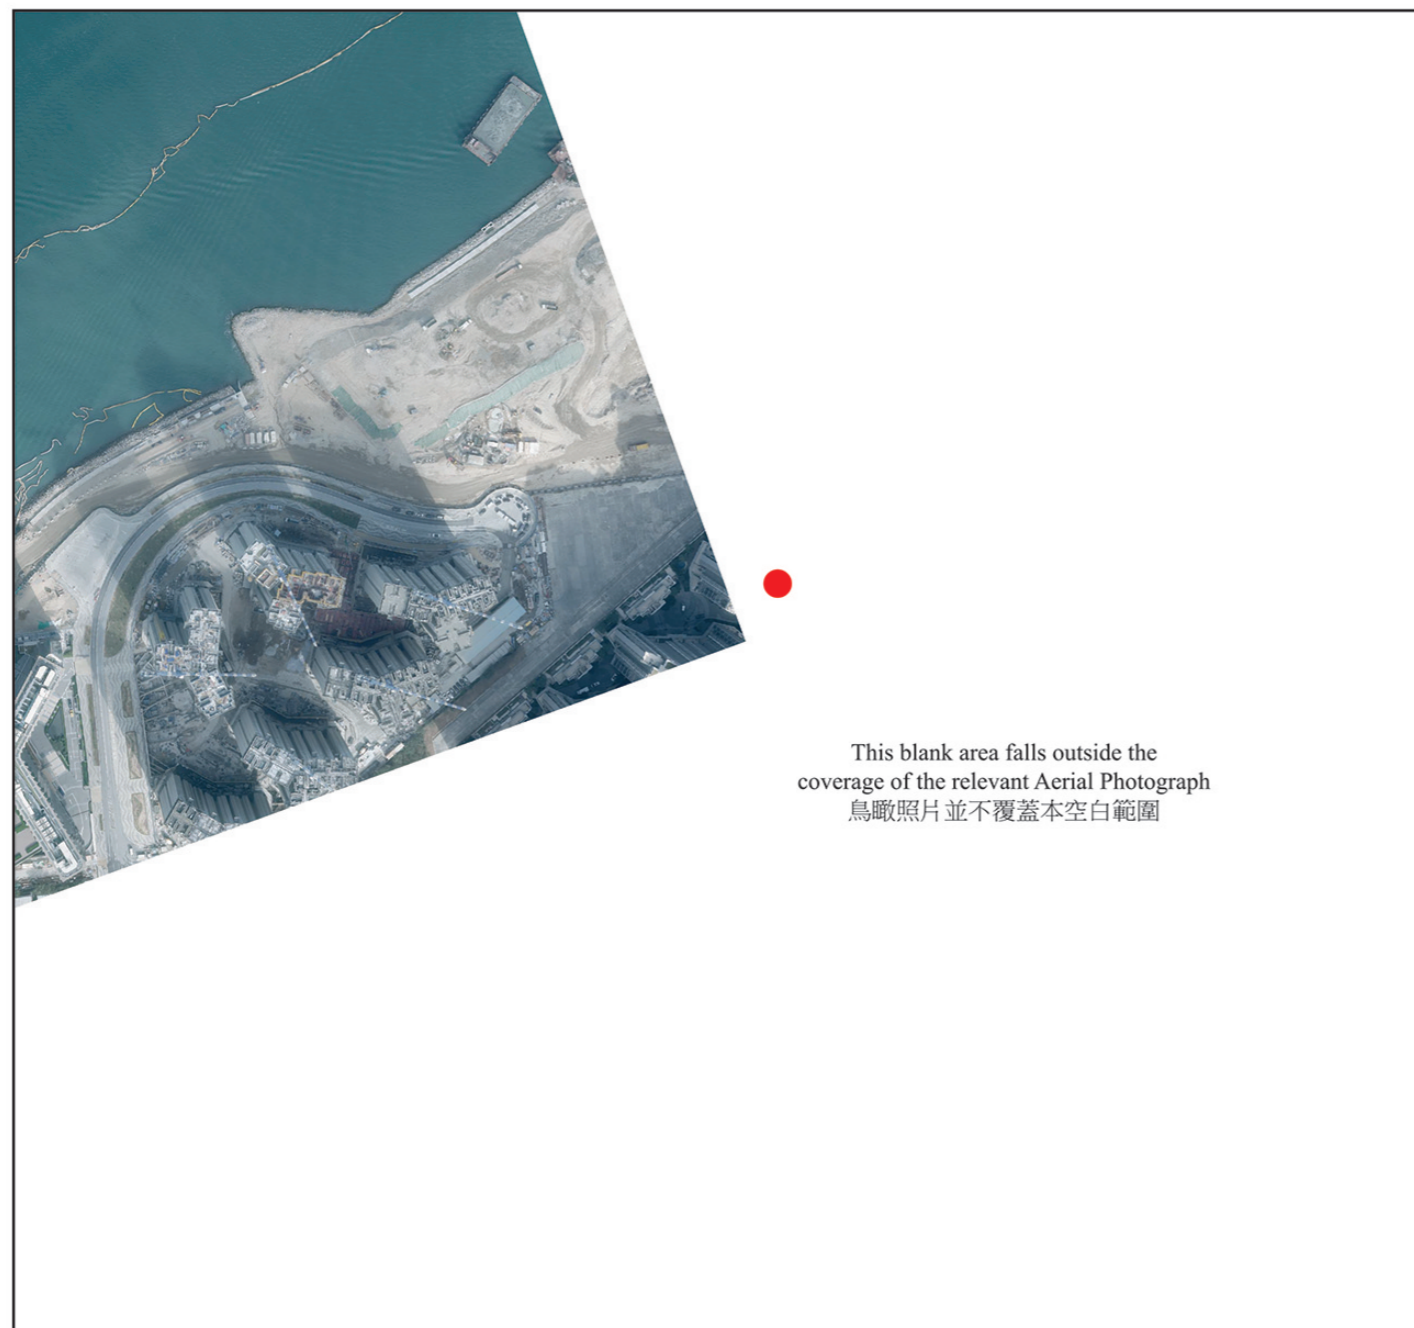 This blank area falls outside the
coverage of the relevant Aerial Photograph
鳥瞰照片並不覆蓋本空白範圍